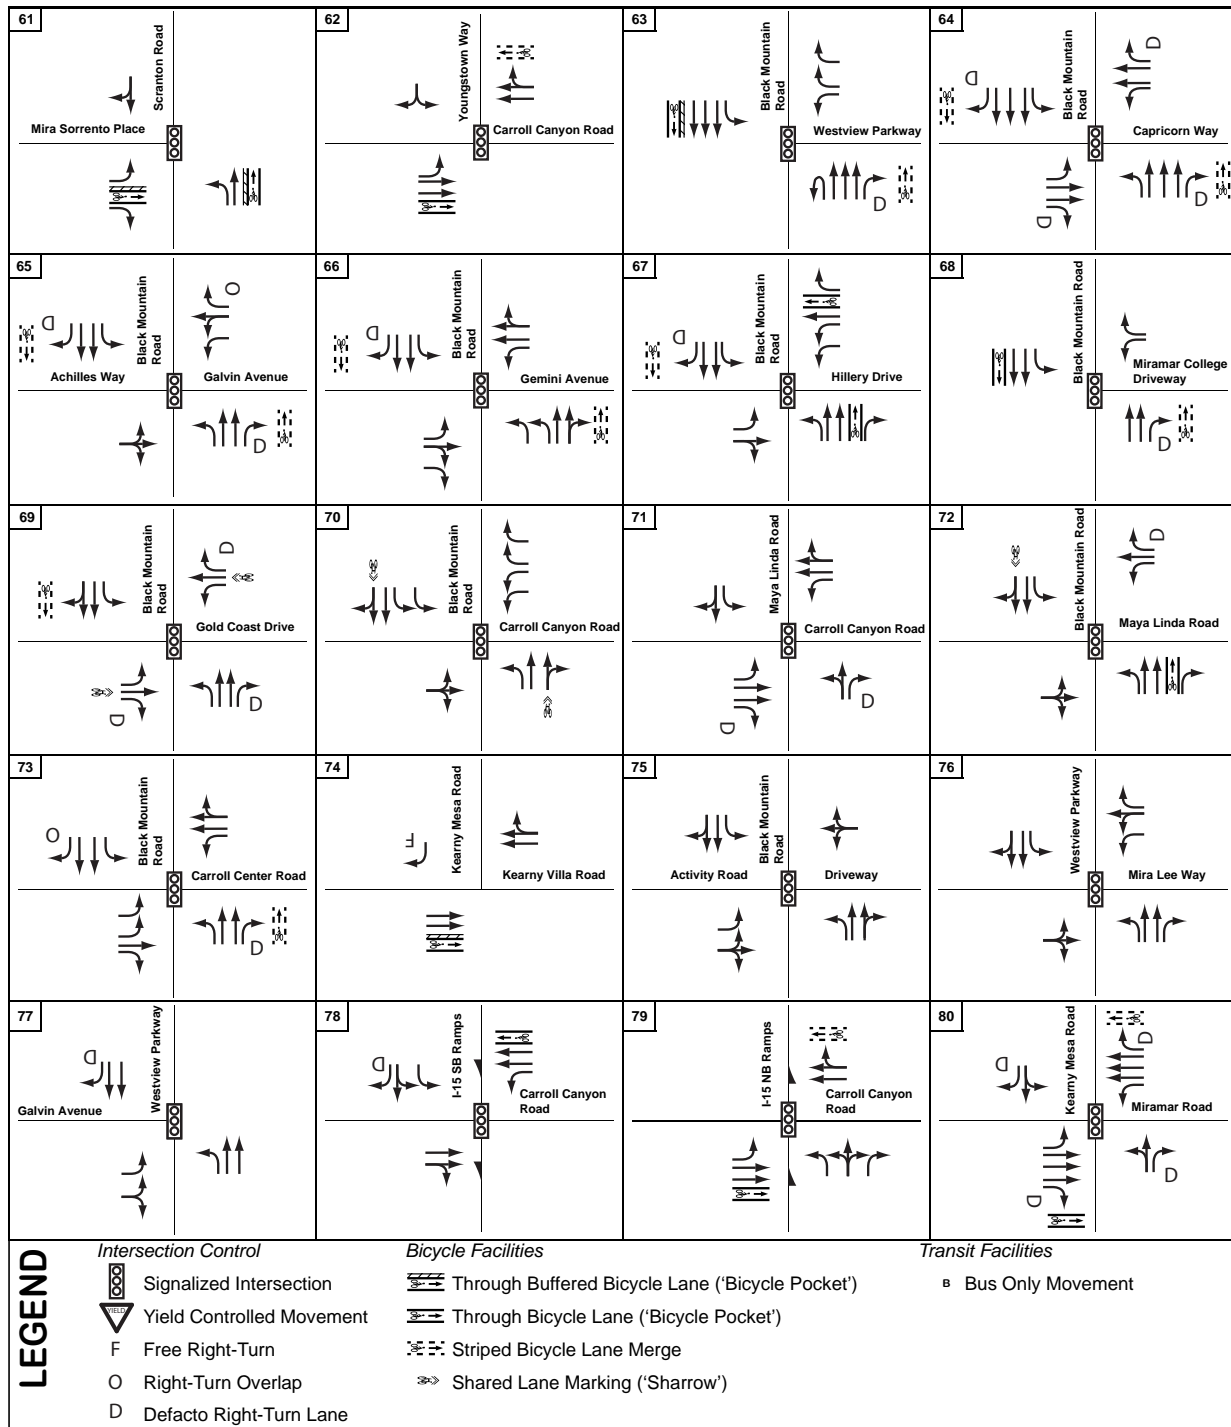 61
Scranton Road
Mira Sorrento Place
62
Youngstown Way
Carroll Canyon Road
63
Black Mountain
Road
Westview Parkway
D
64
D
D
Black Mountain
Road
Capricorn Way
D
D
65
D
Black Mountain
Road
O
Achilles Way
Galvin Avenue
D
66
D
Black Mountain
Road
Gemini Avenue
67
D
Black Mountain
Road
Hillery Drive
68
Black Mountain Road
Miramar College
Driveway
D
69
Black Mountain
Road
D
Gold Coast Drive
D
D
70
Black Mountain
Road
Carroll Canyon Road
71
Maya Linda Road
Carroll Canyon Road
D
D
72
Black Mountain Road
D
Maya Linda Road
73
O
Black Mountain
Road
Carroll Center Road
D
74
F
Kearny Mesa Road
Kearny Villa Road
75
Black Mountain
Road
Activity Road
Driveway
76
Westview Parkway
Mira Lee Way
77
D
Westview Parkway
Galvin Avenue
78
D
I-15 SB Ramps
Carroll Canyon
Road
79
I-15 NB Ramps
Carroll Canyon
Road
80
D
Kearny Mesa Road
D
Miramar Road
D
D
LEGEND
Intersection Control
Signalized Intersection
YIELD
Yield Controlled Movement
F Free Right-Turn
O Right-Turn Overlap
D Defacto Right-Turn Lane
Bicycle Facilities
Through Buffered Bicycle Lane ('Bicycle Pocket')
Through Bicycle Lane ('Bicycle Pocket')
Striped Bicycle Lane Merge
Shared Lane Marking ('Sharrow')
Transit Facilities
B Bus Only Movement